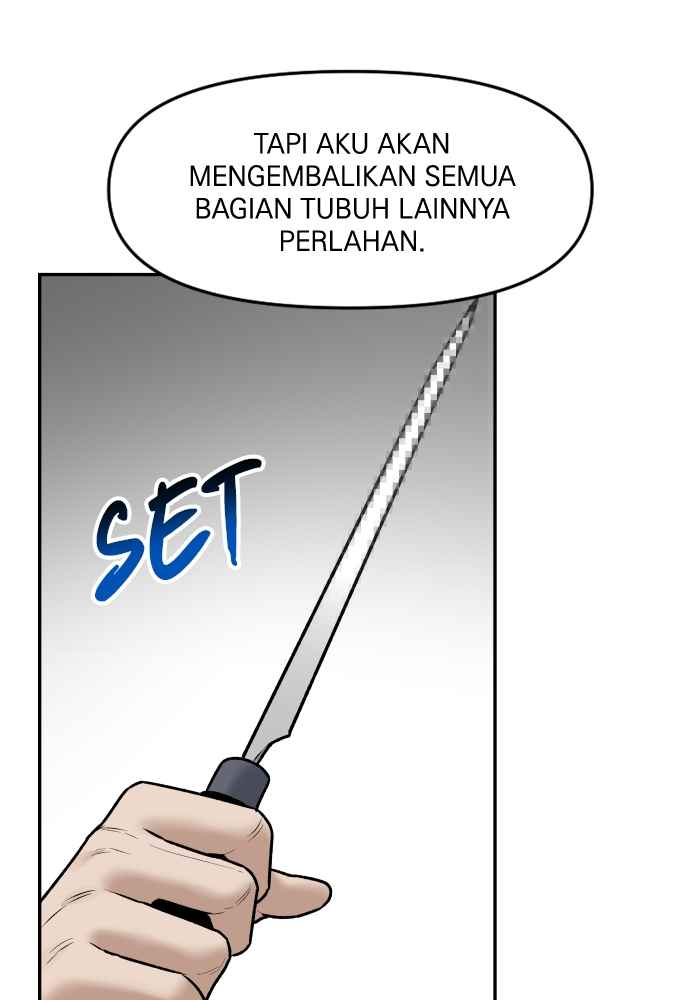 TAPI AKU AKAN
MENGEMBALIKAN SEMUA
BAGIAN TUBUH LAINNYA
PERLAHAN.
SET